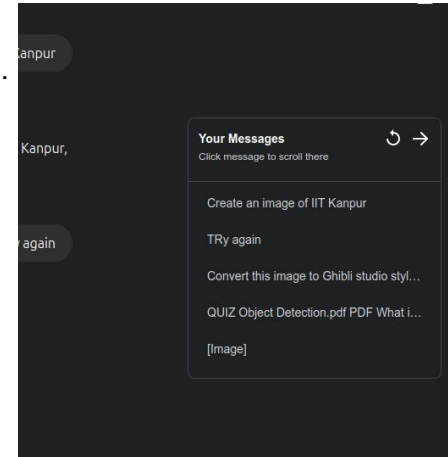 Kanpur
.
Kanpur,
again
Your Messages
Click message to scroll there
Create an image of IIT Kanpur
TRy again
Convert this image to Ghibli studio styl...
QUIZ Object Detection.pdf PDF What i...
[Image]